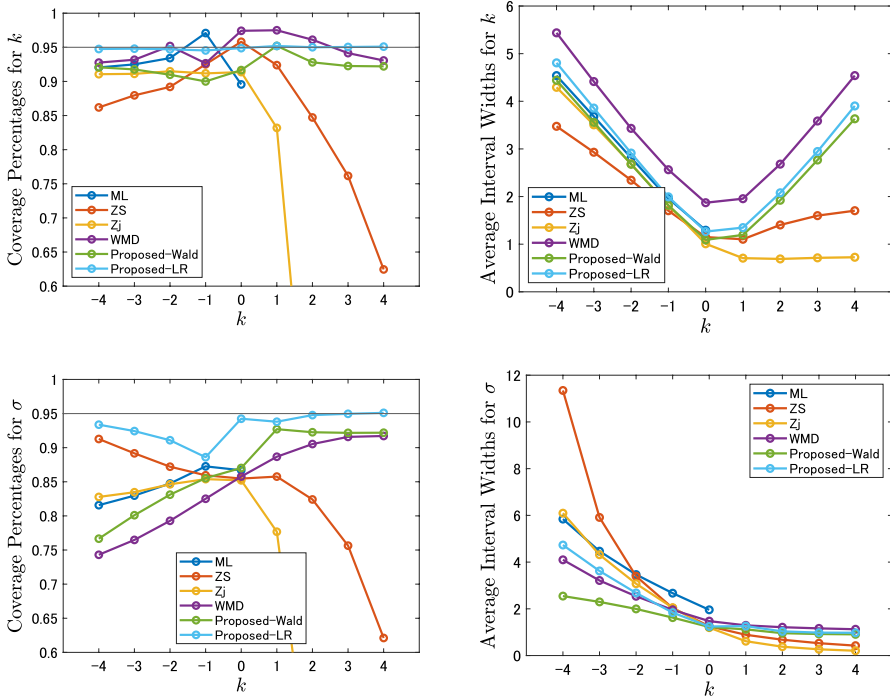 Coverage Percentages for k
1
0.95
0.9
0.85
0.8
0.75
0.7
0.65
0.6
ML
ZS
Zj
WMD
Proposed-Wald
Proposed-LR
-4 -3 -2 -1 0 1 2 3 4
k
Average Interval Widths for k
6
5
4
3
2
1
0
ML
ZS
Zj
WMD
Proposed-Wald
Proposed-LR
-4 -3 -2 -1 0 1 2 3 4
k
Coverage Percentages for σ
1
0.95
0.9
0.85
0.8
0.75
0.7
0.65
0.6
ML
ZS
Zj
WMD
Proposed-Wald
Proposed-LR
-4 -3 -2 -1 0 1 2 3 4
k
Average Interval Widths for σ
12
10
8
6
4
2
0
ML
ZS
Zj
WMD
Proposed-Wald
Proposed-LR
-4 -3 -2 -1 0 1 2 3 4
k